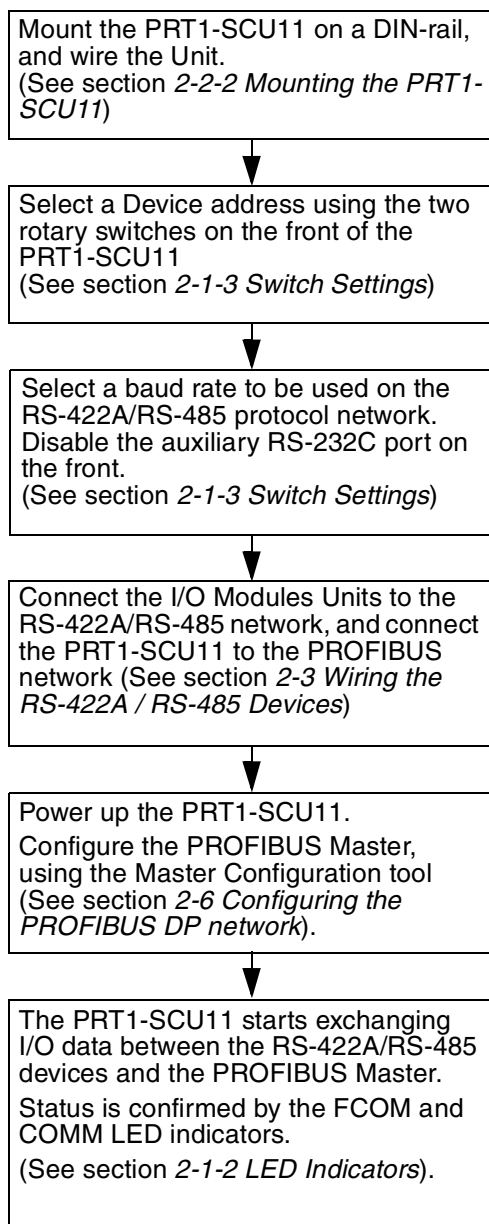 Mount the PRT1-SCU11 on a DIN-rail,
and wire the Unit.
(See section 2-2-2 Mounting the PRT1-
SCU11)
Select a Device address using the two
rotary switches on the front of the
PRT1-SCU11
(See section 2-1-3 Switch Settings)
Select a baud rate to be used on the
RS-422A/RS-485 protocol network.
Disable the auxiliary RS-232C port on
the front.
(See section 2-1-3 Switch Settings)
Connect the I/O Modules Units to the
RS-422A/RS-485 network, and connect
the PRT1-SCU11 to the PROFIBUS
network (See section 2-3 Wiring the
RS-422A / RS-485 Devices)
Power up the PRT1-SCU11.
Configure the PROFIBUS Master,
using the Master Configuration tool
(See section 2-6 Configuring the
PROFIBUS DP network).
The PRT1-SCU11 starts exchanging
I/O data between the RS-422A/RS-485
devices and the PROFIBUS Master.
Status is confirmed by the FCOM and
COMM LED indicators.
(See section 2-1-2 LED Indicators).